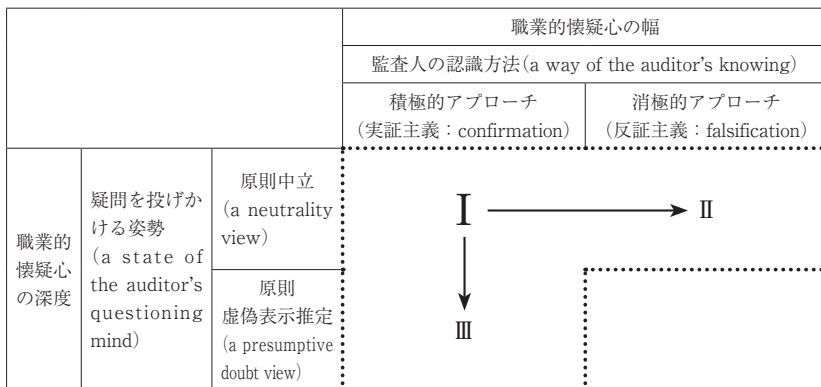 職業的懐疑心の幅
監査人の認識方法(a way of the auditor's knowing)
積極的アプローチ
(実証主義:confirmation)
消極的アプローチ
(反証主義:falsification)
職業的
懐疑心
の深度
疑問を投げか
ける姿勢
(a state of
the auditor's
questioning
mind)
原則中立
(a neutrality
view)
Ⅰ
Ⅱ
原則
虚偽表示推定
(a presumptive
doubt view)
Ⅲ